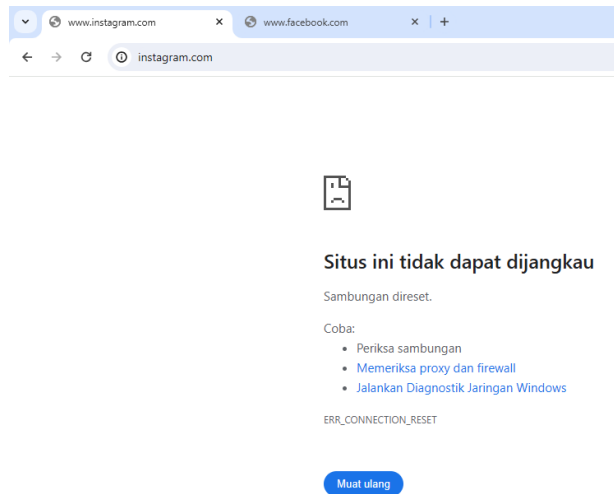 www.instagram.com
www.facebook.com
instagram.com
Situs ini tidak dapat dijangkau
Sambungan direset.
Coba:
Periksa sambungan
Memeriksa proxy dan firewall
Jalankan Diagnostik Jaringan Windows
ERR_CONNECTION_RESET
Muat ulang